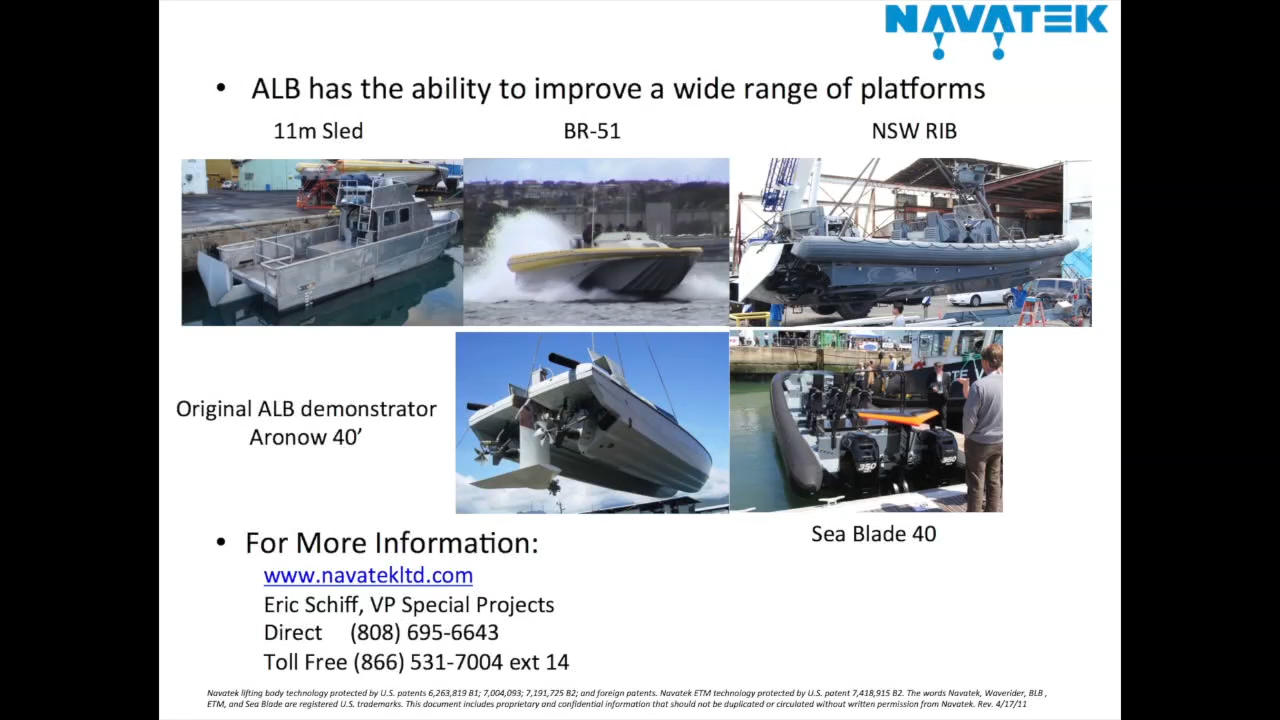 NAVATEK
• ALB has the ability to improve a wide range of platforms
11m Sled
BR-51
NSW RIB
Original ALB demonstrator
Aronow 40’
350
350
Sea Blade 40
• For More Information:
www.navatekltd.com
Eric Schiff, VP Special Projects
Direct (808) 695-6643
Toll Free (866) 531-7004 ext 14
Navatek lifting body technology protected by U.S. patents 6,263,819 B1; 7,004,093; 7,191,725 B2; and foreign patents. Navatek ETM technology protected by U.S. patent 7,418,915 B2. The words Navatek, Waverider, BLB ,
ETM, and Sea Blade are registered U.S. trademarks. This document includes proprietary and confidential information that should not be duplicated or circulated without written permission from Navatek. Rev. 4/17/11